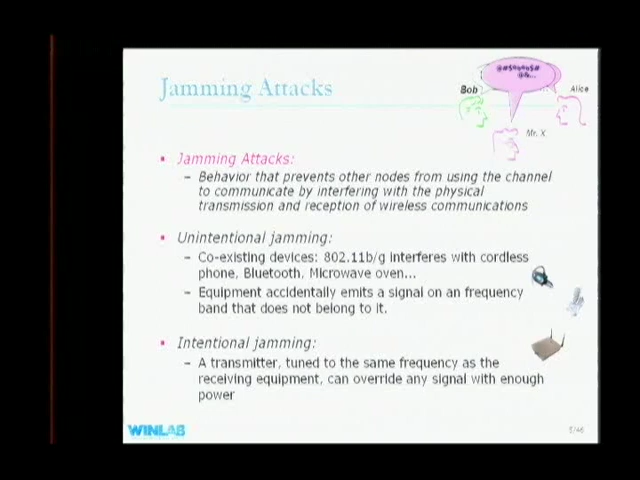 Jamming Attacks
Bob
Alice
Mr. X
Jamming Attacks:
– Behavior that prevents other nodes from using the channel
to communicate by interfering with the physical
transmission and reception of wireless communications
Unintentional jamming:
– Co-existing devices: 802.11b/g interferes with cordless
phone, Bluetooth, Microwave oven...
– Equipment accidentally emits a signal on an frequency
band that does not belong to it.
Intentional jamming:
– A transmitter, tuned to the same frequency as the
receiving equipment, can override any signal with enough
power
WINLAB